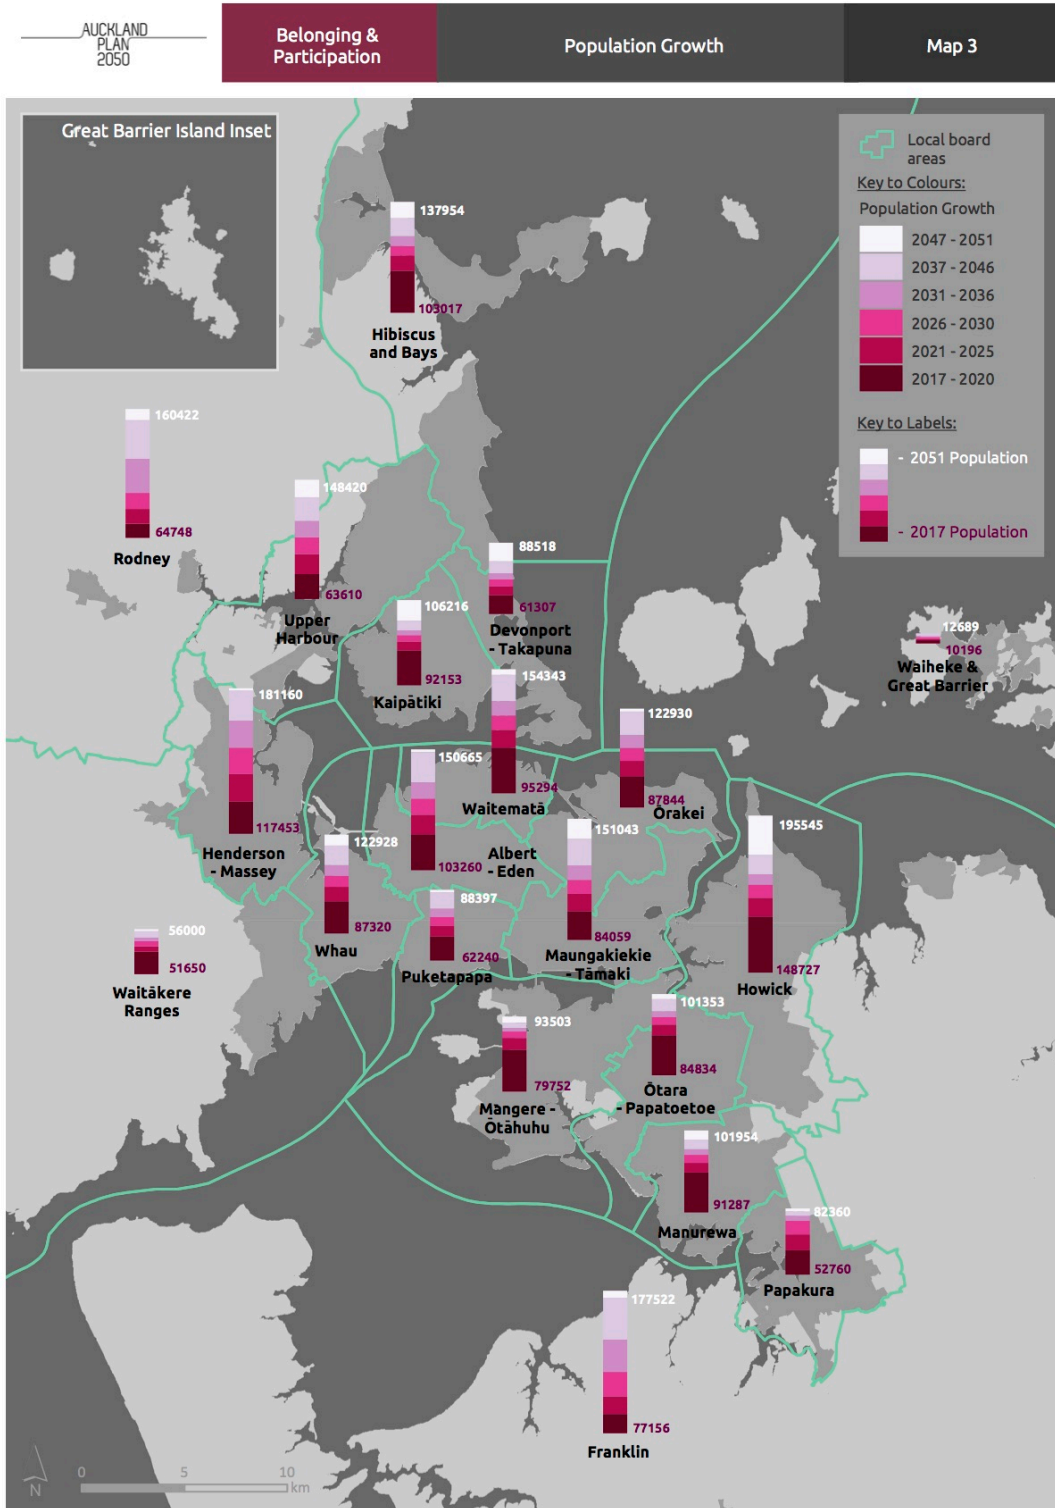 AUCKLAND
PLAN
2050
Belonging &
Participation
Population Growth
Map 3
Great Barrier Island Inset
Local board
areas
Key to Colours:
Population Growth
2047 - 2051
2037 - 2046
2031 - 2036
2026 - 2030
2021 - 2025
2017 - 2020
Key to Labels:
- 2051 Population
- 2017 Population
137954
103017
Hibiscus
and Bays
160422
64748
Rodney
148420
63610
Upper
Harbour
88518
61307
Devonport
- Takapuna
106216
92153
Kaipātiki
12689
10196
Waiheke &
Great Barrier
154343
95294
Waitematā
181160
117453
Henderson
- Massey
122930
87844
Ōrakei
150665
103260
Albert
- Eden
151043
84059
Maungakiekie
- Tāmaki
195545
148727
Howick
122928
87320
Whau
88397
62240
Puketapapa
56000
51650
Waitākere
Ranges
93503
79752
Mangere -
Ōtāhuhu
101353
84834
Ōtara
- Papatoetoe
101954
91287
Manurewa
82360
52760
Papakura
177522
77156
Franklin
N
0 5 10
km